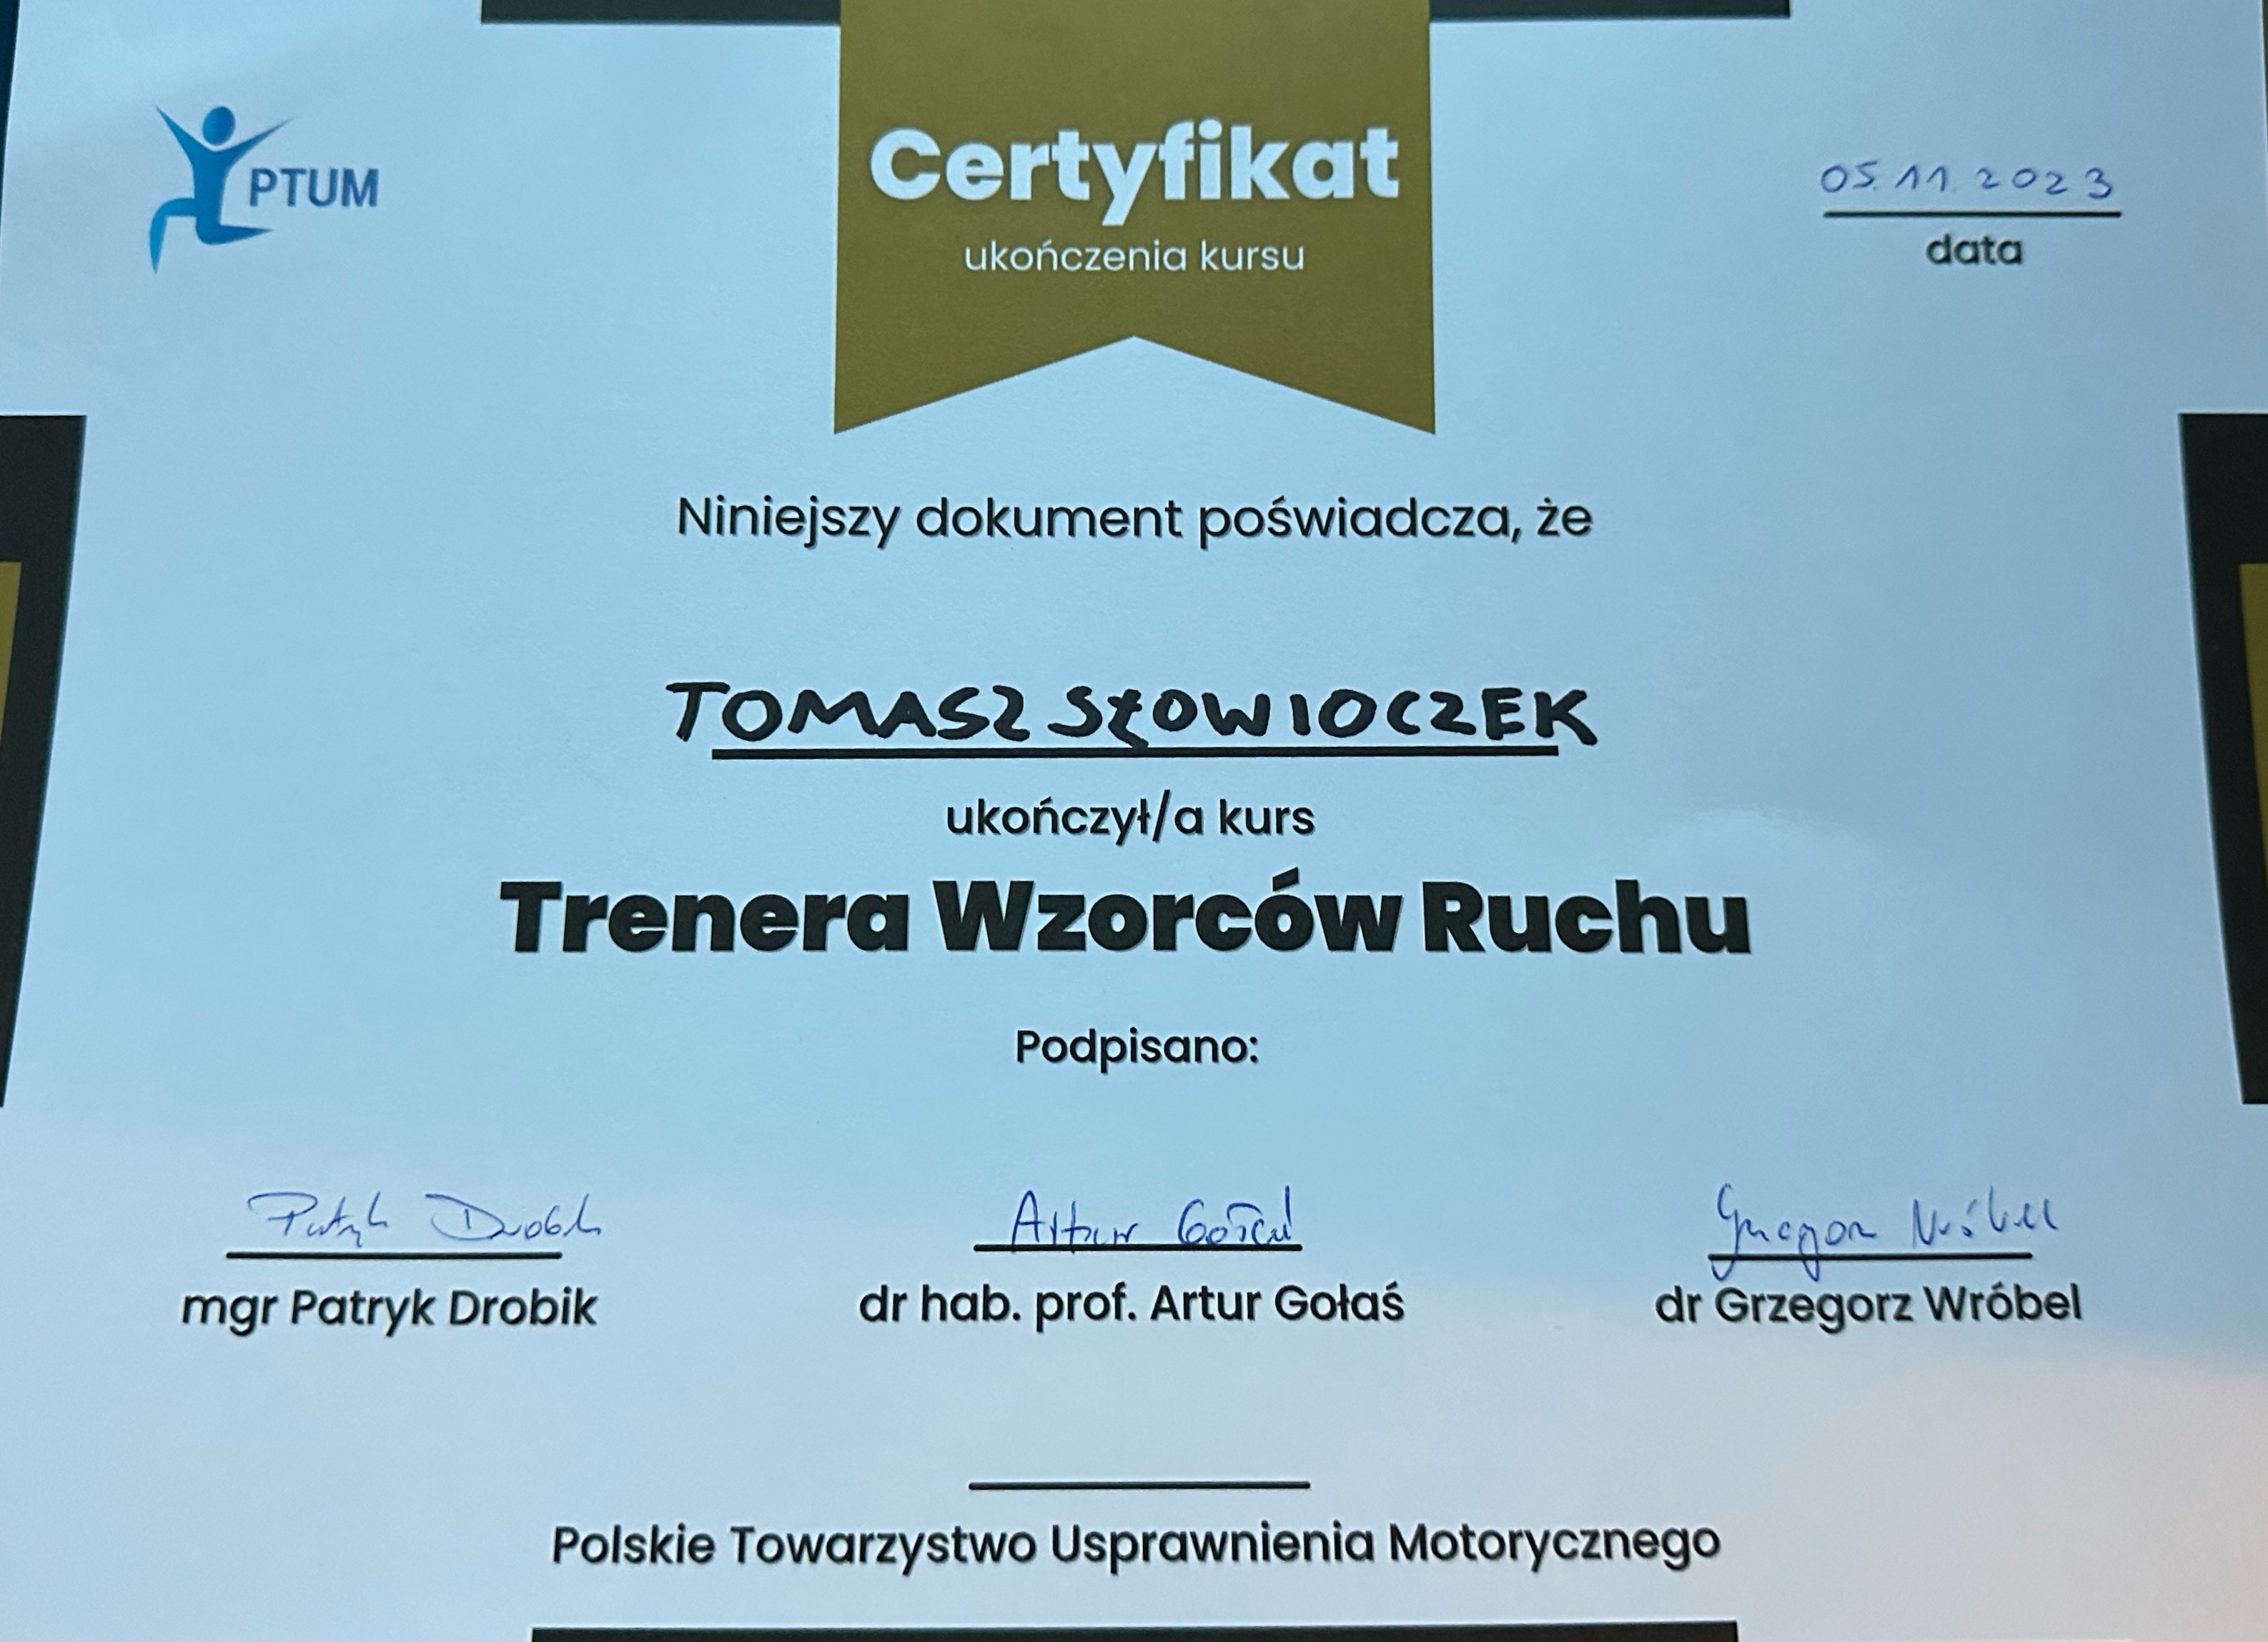 PTUM
Certyfikat
ukończenia kursu
05.11.2023
data
Niniejszy dokument poświadcza, że
TOMASZ SŁOWIOCZEK
ukończył/a kurs
Trenera Wzorców Ruchu
Podpisano:
Patryk Drobik
Artur Gołaś
Grzegorz Wróbel
mgr Patryk Drobik
dr hab. prof. Artur Gołaś
dr Grzegorz Wróbel
Polskie Towarzystwo Usprawnienia Motorycznego